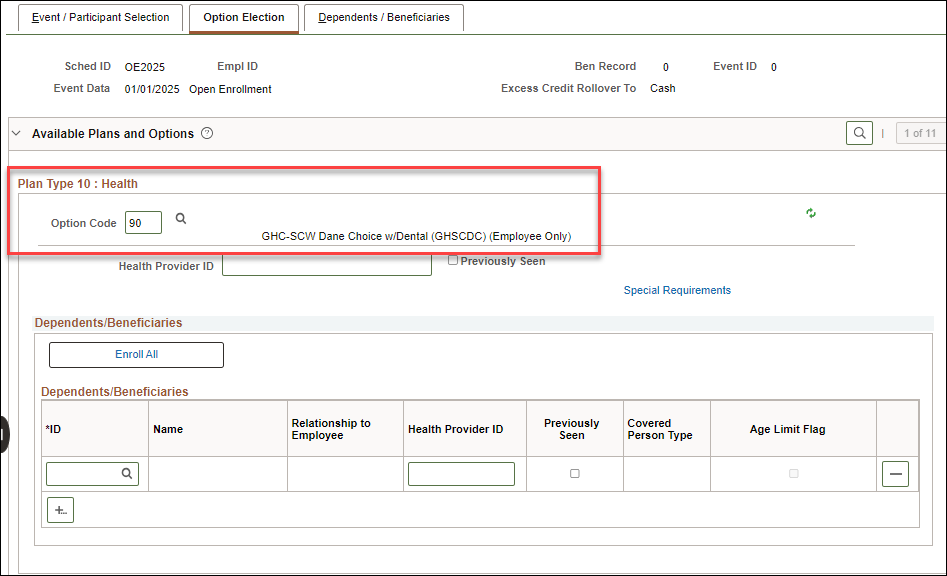 Event / Participant Selection Option Election Dependents / Beneficiaries
Sched ID OE2025 Empl ID Ben Record 0 Event ID 0
Event Data 01/01/2025 Open Enrollment Excess Credit Rollover To Cash
Available Plans and Options ? | 1 of 11
Plan Type 10 : Health
Option Code 90
GHC-SCW Dane Choice w/Dental (GHSCDC) (Employee Only)
Health Provider ID Previously Seen
Special Requirements
Dependents/Beneficiaries
Enroll All
Dependents/Beneficiaries
*ID Name Relationship to Employee Health Provider ID Previously Seen Covered Person Type Age Limit Flag